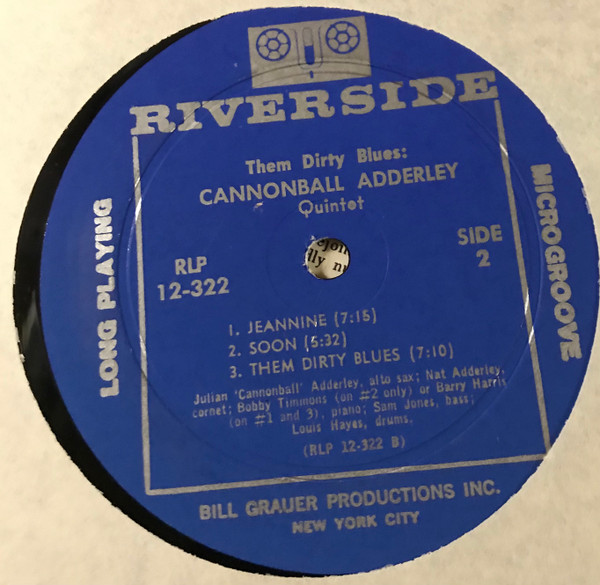 RIVERSIDE
Them Dirty Blues:
CANNONBALL ADDERLEY
Quintet
LONG PLAYING
MICROGROOVE
RLP
12-322
SIDE
2
1. JEANNINE (7:15)
2. SOON (5:32)
3. THEM DIRTY BLUES (7:10)
Julian 'Cannonball' Adderley, alto sax; Nat Adderley,
cornet; Bobby Timmons (on #2 only) or Barry Harris
(on #1 and 3), piano; Sam Jones, bass;
Louis Hayes, drums.
(RLP 12-322 B)
BILL GRAUER PRODUCTIONS INC.
NEW YORK CITY